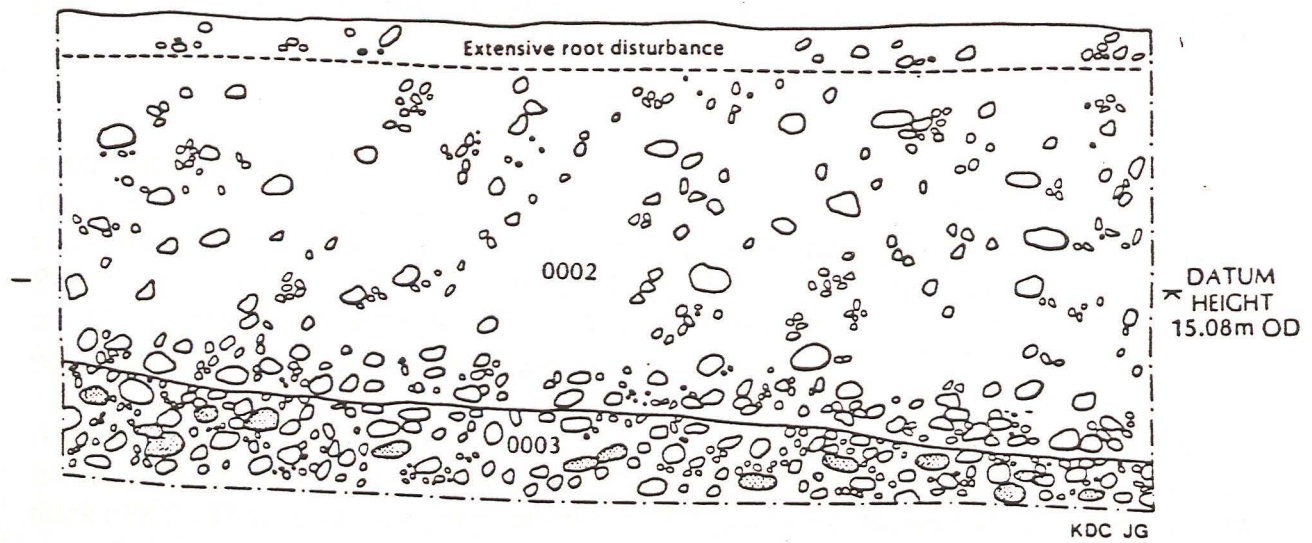 Extensive root disturbance
0002
DATUM
HEIGHT
15.08m OD
0003
KDC JG